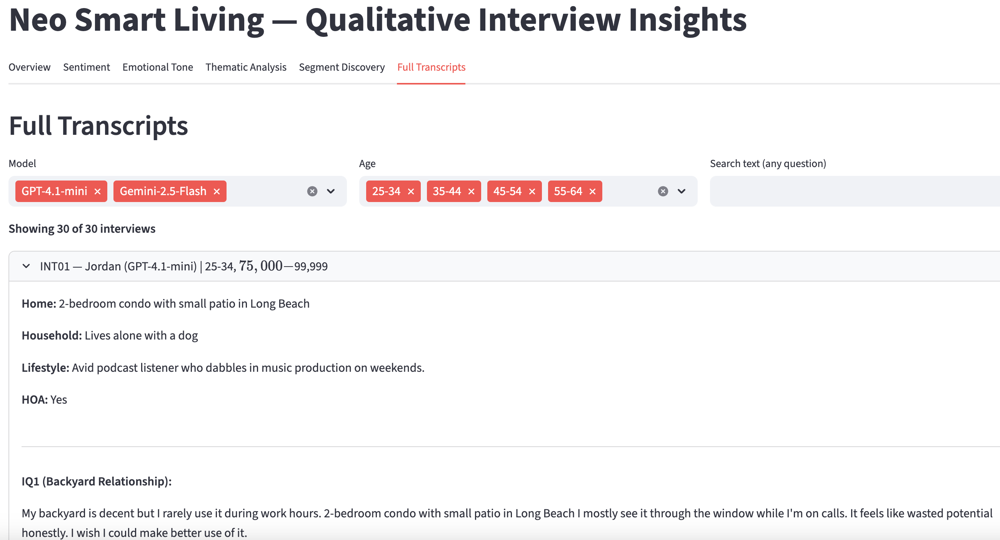 Neo Smart Living — Qualitative Interview Insights
Overview Sentiment Emotional Tone Thematic Analysis Segment Discovery Full Transcripts
Full Transcripts
Model Age Search text (any question)
GPT-4.1-mini × Gemini-2.5-Flash × 25-34 × 35-44 × 45-54 × 55-64 ×
Showing 30 of 30 interviews
INT01 — Jordan (GPT-4.1-mini) | 25-34, 75, 000—99,999
Home: 2-bedroom condo with small patio in Long Beach
Household: Lives alone with a dog
Lifestyle: Avid podcast listener who dabbles in music production on weekends.
HOA: Yes
IQ1 (Backyard Relationship):
My backyard is decent but I rarely use it during work hours. 2-bedroom condo with small patio in Long Beach I mostly see it through the window while I'm on calls. It feels like wasted potential
honestly. I wish I could make better use of it.